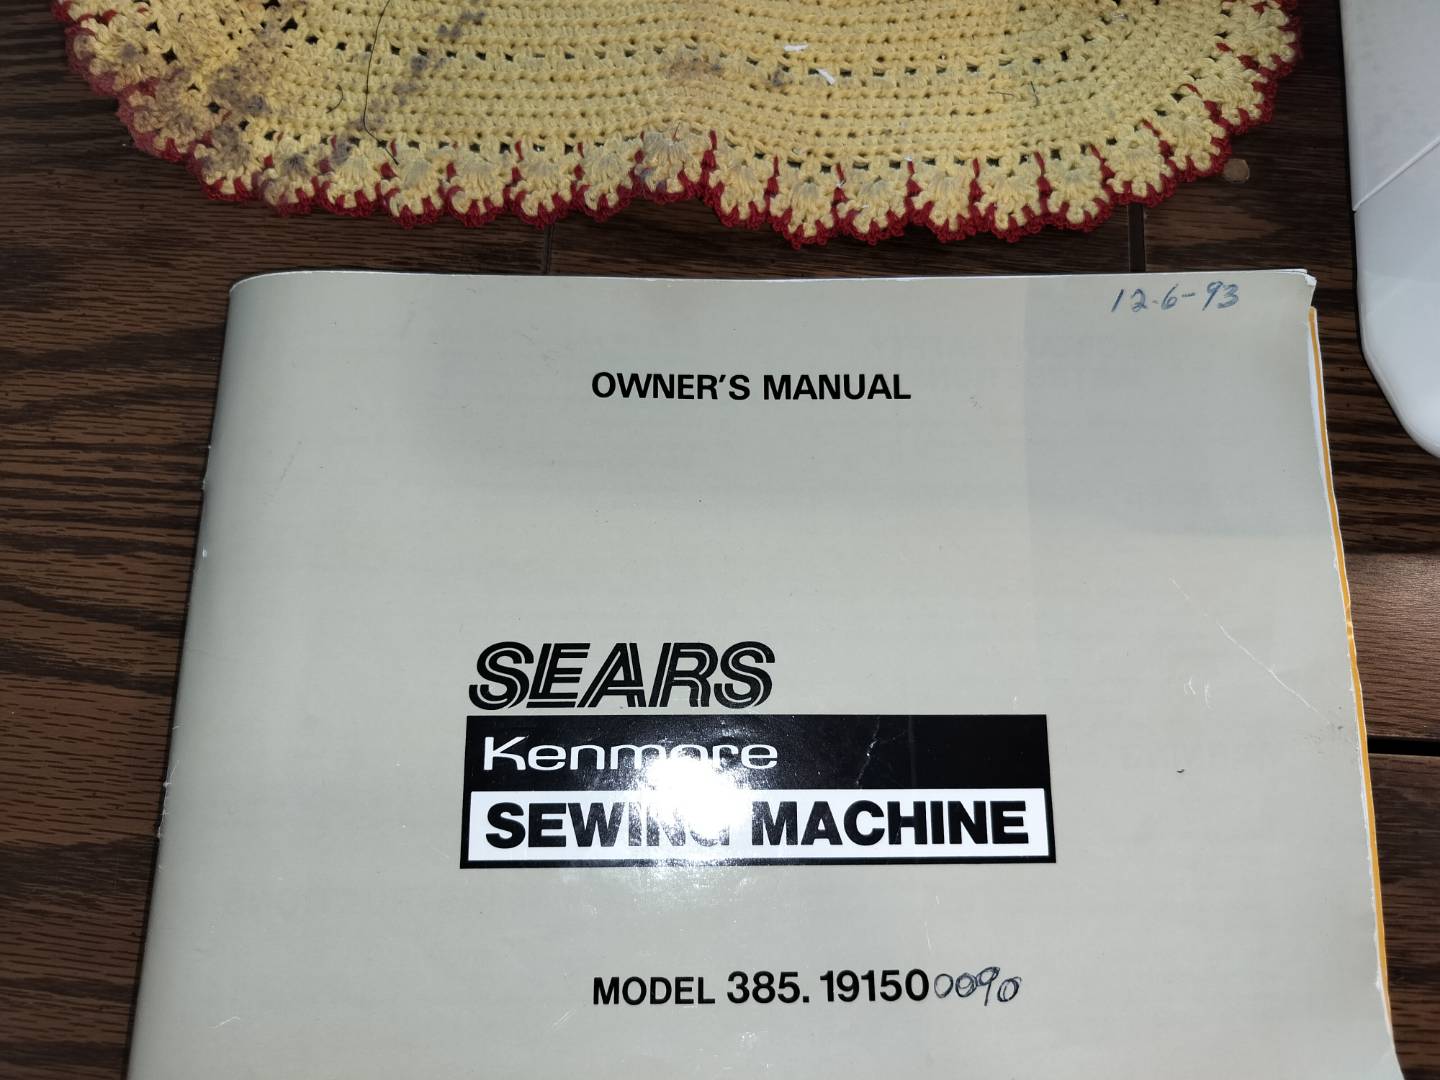 12-6-93
OWNER'S MANUAL
SEARS
Kenmore
SEWING MACHINE
MODEL 385. 191500090